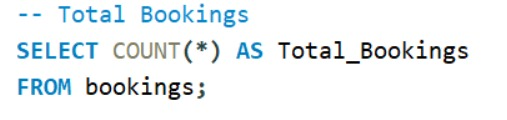 -- Total Bookings
SELECT COUNT(*) AS Total_Bookings
FROM bookings;